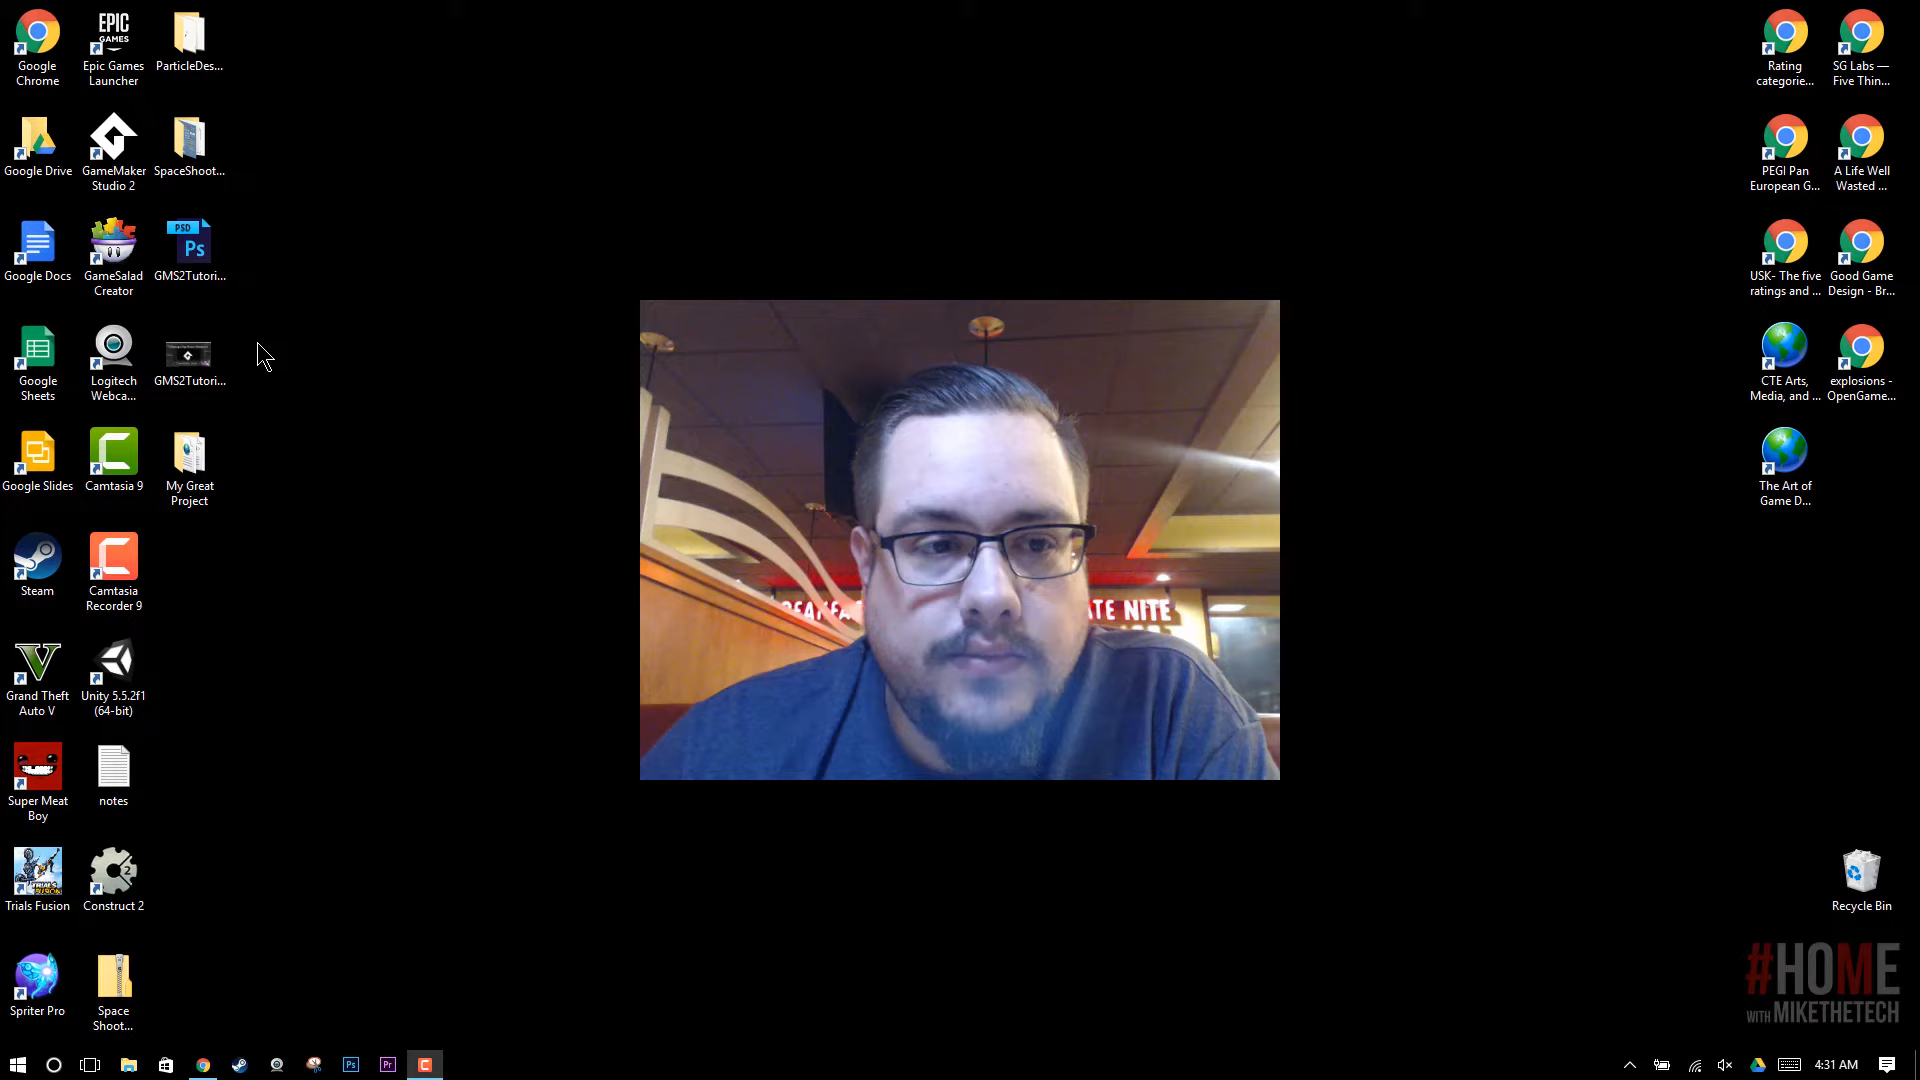 Google
Chrome
EPIC
GAMES
Epic Games
Launcher
ParticleDes...
Google Drive
GameMaker
Studio 2
SpaceShoot...
Google Docs
GameSalad
Creator
PSD
Ps
GMS2Tutori...
Google
Sheets
Logitech
Webca...
GMS2Tutori...
Google Slides
Camtasia 9
My Great
Project
Steam
Camtasia
Recorder 9
Grand Theft
Auto V
Unity 5.5.2f1
(64-bit)
Super Meat
Boy
notes
Trials Fusion
2
Construct 2
Spriter Pro
Space
Shoot...
ATE NITE
Rating
categorie...
SG Labs —
Five Thin...
PEGI Pan
European G...
A Life Well
Wasted ...
USK- The five
ratings and ...
Good Game
Design - Br...
CTE Arts,
Media, and ...
explosions -
OpenGame...
The Art of
Game D...
Recycle Bin
#HOME
WITH MIKETHETECH
Ps
Pr
4:31 AM